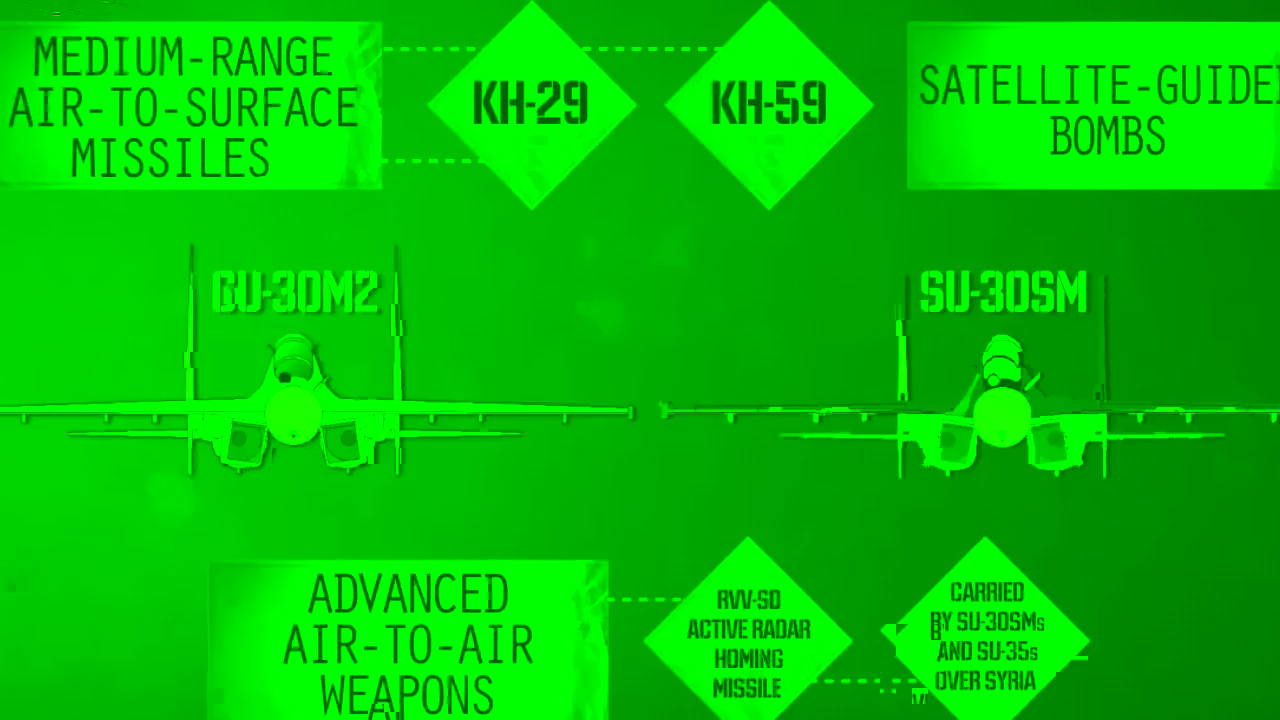 MEDIUM-RANGE
AIR-TO-SURFACE
MISSILES
KH-29
KH-59
SATELLITE-GUIDE
BOMBS
SU-30M2
SU-30SM
ADVANCED
AIR-TO-AIR
WEAPONS
RVV-SD
ACTIVE RADAR
HOMING
MISSILE
CARRIED
BY SU-30SMs
AND SU-35s
OVER SYRIA